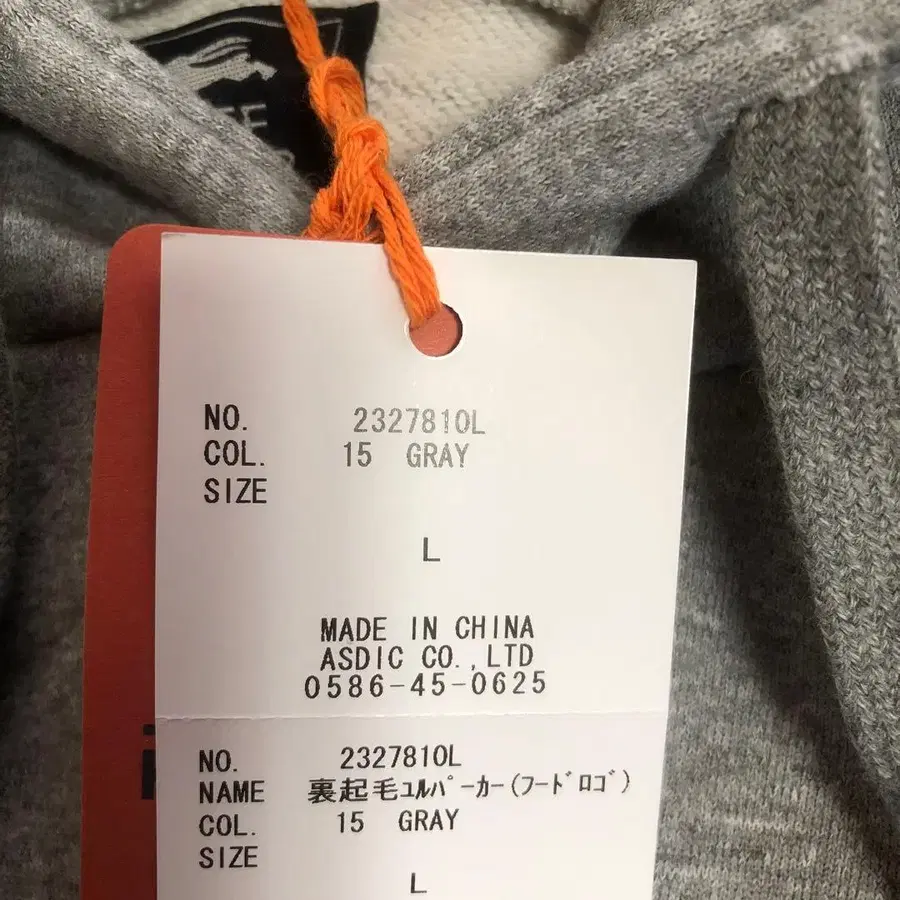 NO. 2327810L
COL. 15 GRAY
SIZE
L
MADE IN CHINA
ASDIC CO.,LTD
0586-45-0625
NO. 2327810L
NAME 裏起毛ﾕﾙﾊﾟｰｶｰ(ﾌｰﾄﾞﾛｺﾞ)
COL. 15 GRAY
SIZE
L